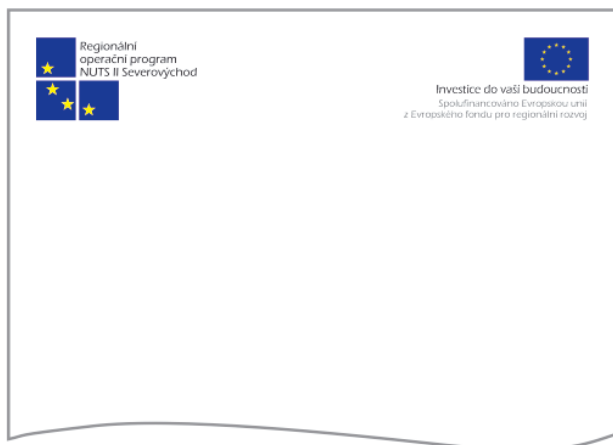 Regionální
operační program
NUTS II Severovýchod
Investice do vaší budoucnosti
Spolufinancováno Evropskou unií
z Evropského fondu pro regionální rozvoj